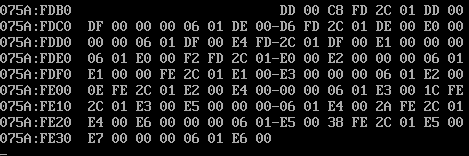 075A:FDB0 DD 00 C8 FD 2C 01 DD 00
075A:FDC0 DF 00 00 00 06 01 DE 00-D6 FD 2C 01 DE 00 E0 00
075A:FDD0 00 00 06 01 DF 00 E4 FD-2C 01 DF 00 E1 00 00 00
075A:FDE0 06 01 E0 00 F2 FD 2C 01-E0 00 E2 00 00 00 06 01
075A:FDF0 E1 00 00 FE 2C 01 E1 00-E3 00 00 00 06 01 E2 00
075A:FE00 0E FE 2C 01 E2 00 E4 00-00 00 06 01 E3 00 1C FE
075A:FE10 2C 01 E3 00 E5 00 00 00-06 01 E4 00 2A FE 2C 01
075A:FE20 E4 00 E6 00 00 00 06 01-E5 00 38 FE 2C 01 E5 00
075A:FE30 E7 00 00 00 06 01 E6 00